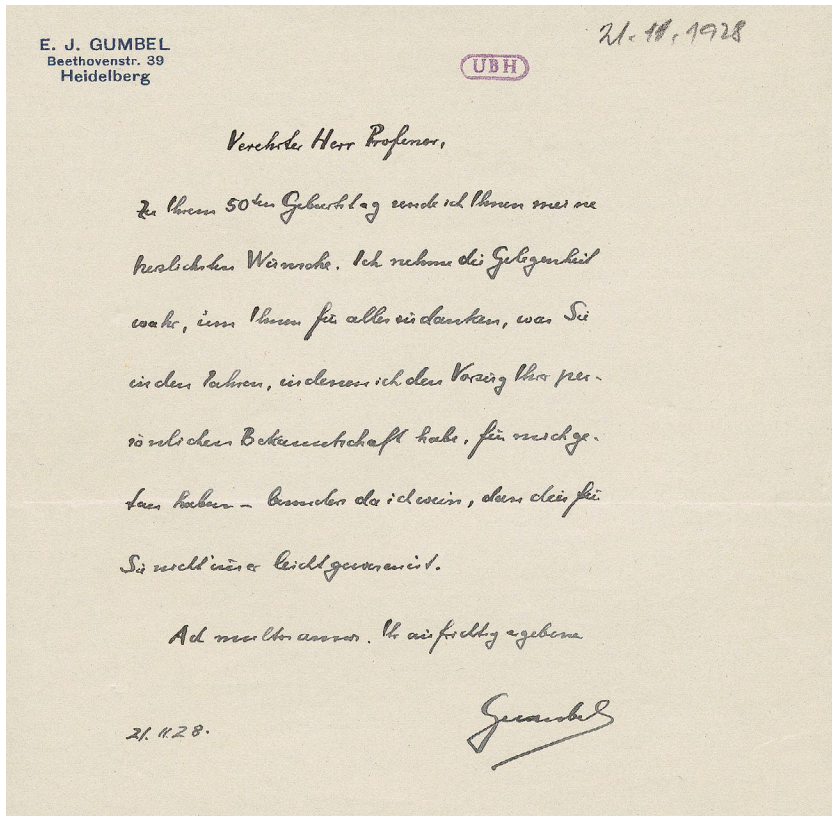 E. J. GUMBEL
Beethovenstr. 39
Heidelberg
21.11.1928
UBH
Verehrter Herr Professor,
Zu Ihrem 50ten Geburtstag sende ich Ihnen meine
herzlichsten Wünsche. Ich nehme die Gelegenheit
wahr, um Ihnen für alles zu danken, was Sie
in den Jahren, in denen ich den Vorzug Ihrer per-
sönlichen Bekanntschaft habe, für mich ge-
tan haben – besonders da ich weiss, dass dies für
Sie nicht immer leicht gewesen ist.
Ad multos annos. Ihr aufrichtig ergebener
Gumbel
21.11.28.